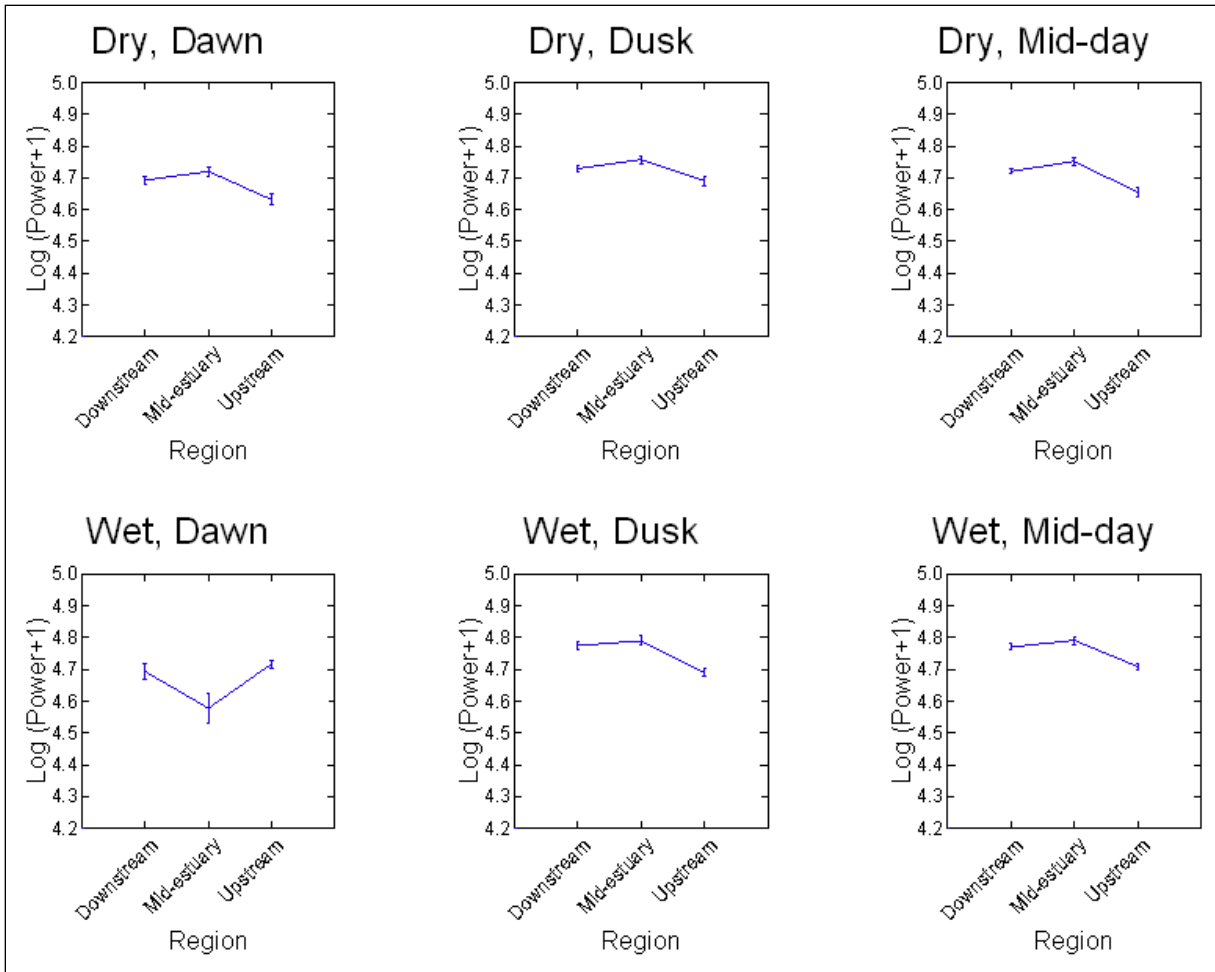 Dry, Dawn
5.0
4.9
4.8
4.7
4.6
4.5
4.4
4.3
4.2
Log (Power+1)
Downstream
MId-estuary
Upstream
Region
Dry, Dusk
5.0
4.9
4.8
4.7
4.6
4.5
4.4
4.3
4.2
Log (Power+1)
Downstream
MId-estuary
Upstream
Region
Dry, Mid-day
5.0
4.9
4.8
4.7
4.6
4.5
4.4
4.3
4.2
Log (Power+1)
Downstream
MId-estuary
Upstream
Region
Wet, Dawn
5.0
4.9
4.8
4.7
4.6
4.5
4.4
4.3
4.2
Log (Power+1)
Downstream
MId-estuary
Upstream
Region
Wet, Dusk
5.0
4.9
4.8
4.7
4.6
4.5
4.4
4.3
4.2
Log (Power+1)
Downstream
MId-estuary
Upstream
Region
Wet, Mid-day
5.0
4.9
4.8
4.7
4.6
4.5
4.4
4.3
4.2
Log (Power+1)
Downstream
MId-estuary
Upstream
Region